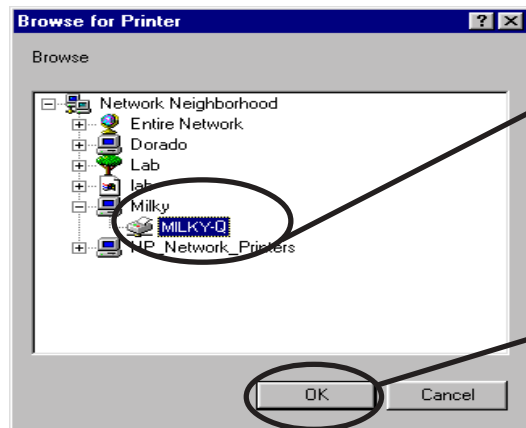 Browse for Printer
Browse
Network Neighborhood
Entire Network
Dorado
Lab
lab
Milky
MILKY-Q
HP_Network_Printers
OK
Cancel